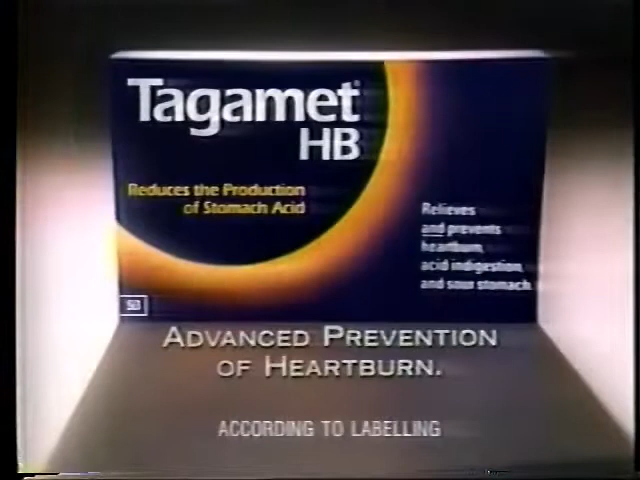 Tagamet
HB
Reduces the Production
of Stomach Acid
Relieves
and prevents
heartburn,
acid indigestion,
and sour stomach
ADVANCED PREVENTION
OF HEARTBURN.
ACCORDING TO LABELLING